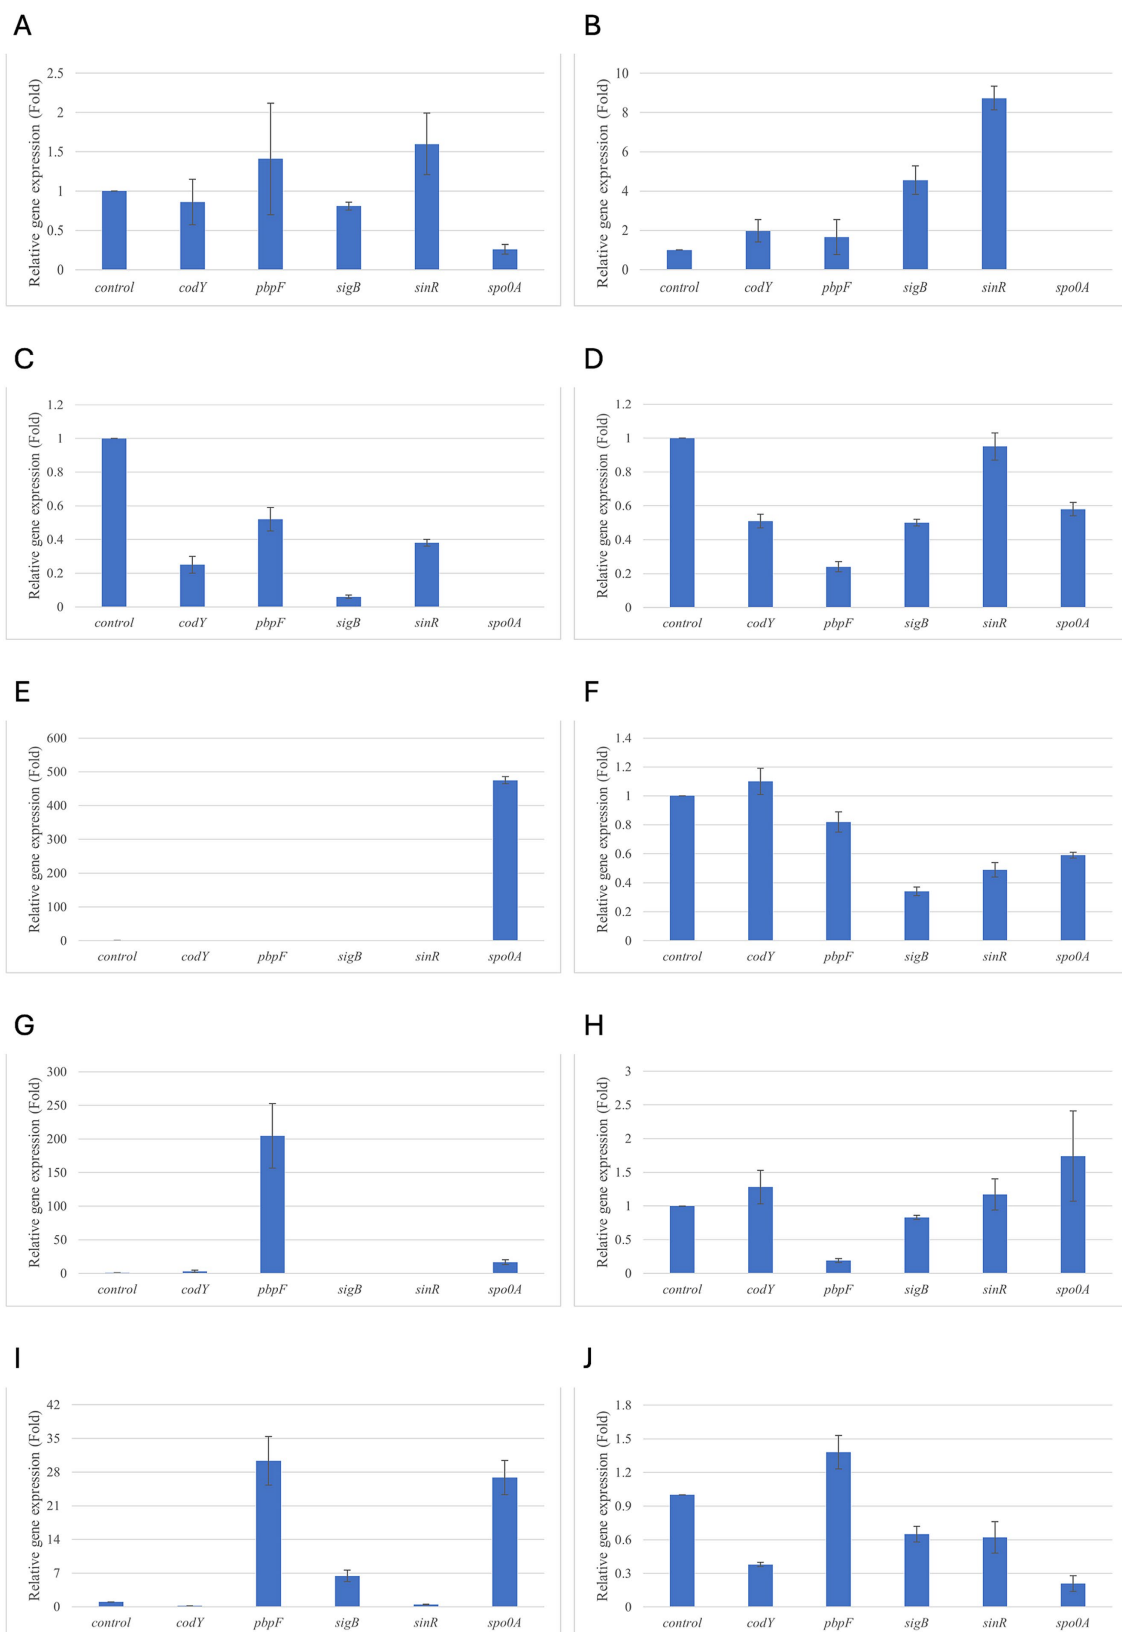 A
Relative gene expression (Fold)
2.5
2
1.5
1
0.5
0
control codY pbpF sigB sinR spo0A
B
Relative gene expression (Fold)
10
8
6
4
2
0
control codY pbpF sigB sinR spo0A
C
Relative gene expression (Fold)
1.2
1
0.8
0.6
0.4
0.2
0
control codY pbpF sigB sinR spo0A
D
Relative gene expression (Fold)
1.2
1
0.8
0.6
0.4
0.2
0
control codY pbpF sigB sinR spo0A
E
Relative gene expression (Fold)
600
500
400
300
200
100
0
control codY pbpF sigB sinR spo0A
F
Relative gene expression (Fold)
1.4
1.2
1
0.8
0.6
0.4
0.2
0
control codY pbpF sigB sinR spo0A
G
Relative gene expression (Fold)
300
250
200
150
100
50
0
control codY pbpF sigB sinR spo0A
H
Relative gene expression (Fold)
3
2.5
2
1.5
1
0.5
0
control codY pbpF sigB sinR spo0A
I
Relative gene expression (Fold)
42
35
28
21
14
7
0
control codY pbpF sigB sinR spo0A
J
Relative gene expression (Fold)
1.8
1.5
1.2
0.9
0.6
0.3
0
control codY pbpF sigB sinR spo0A